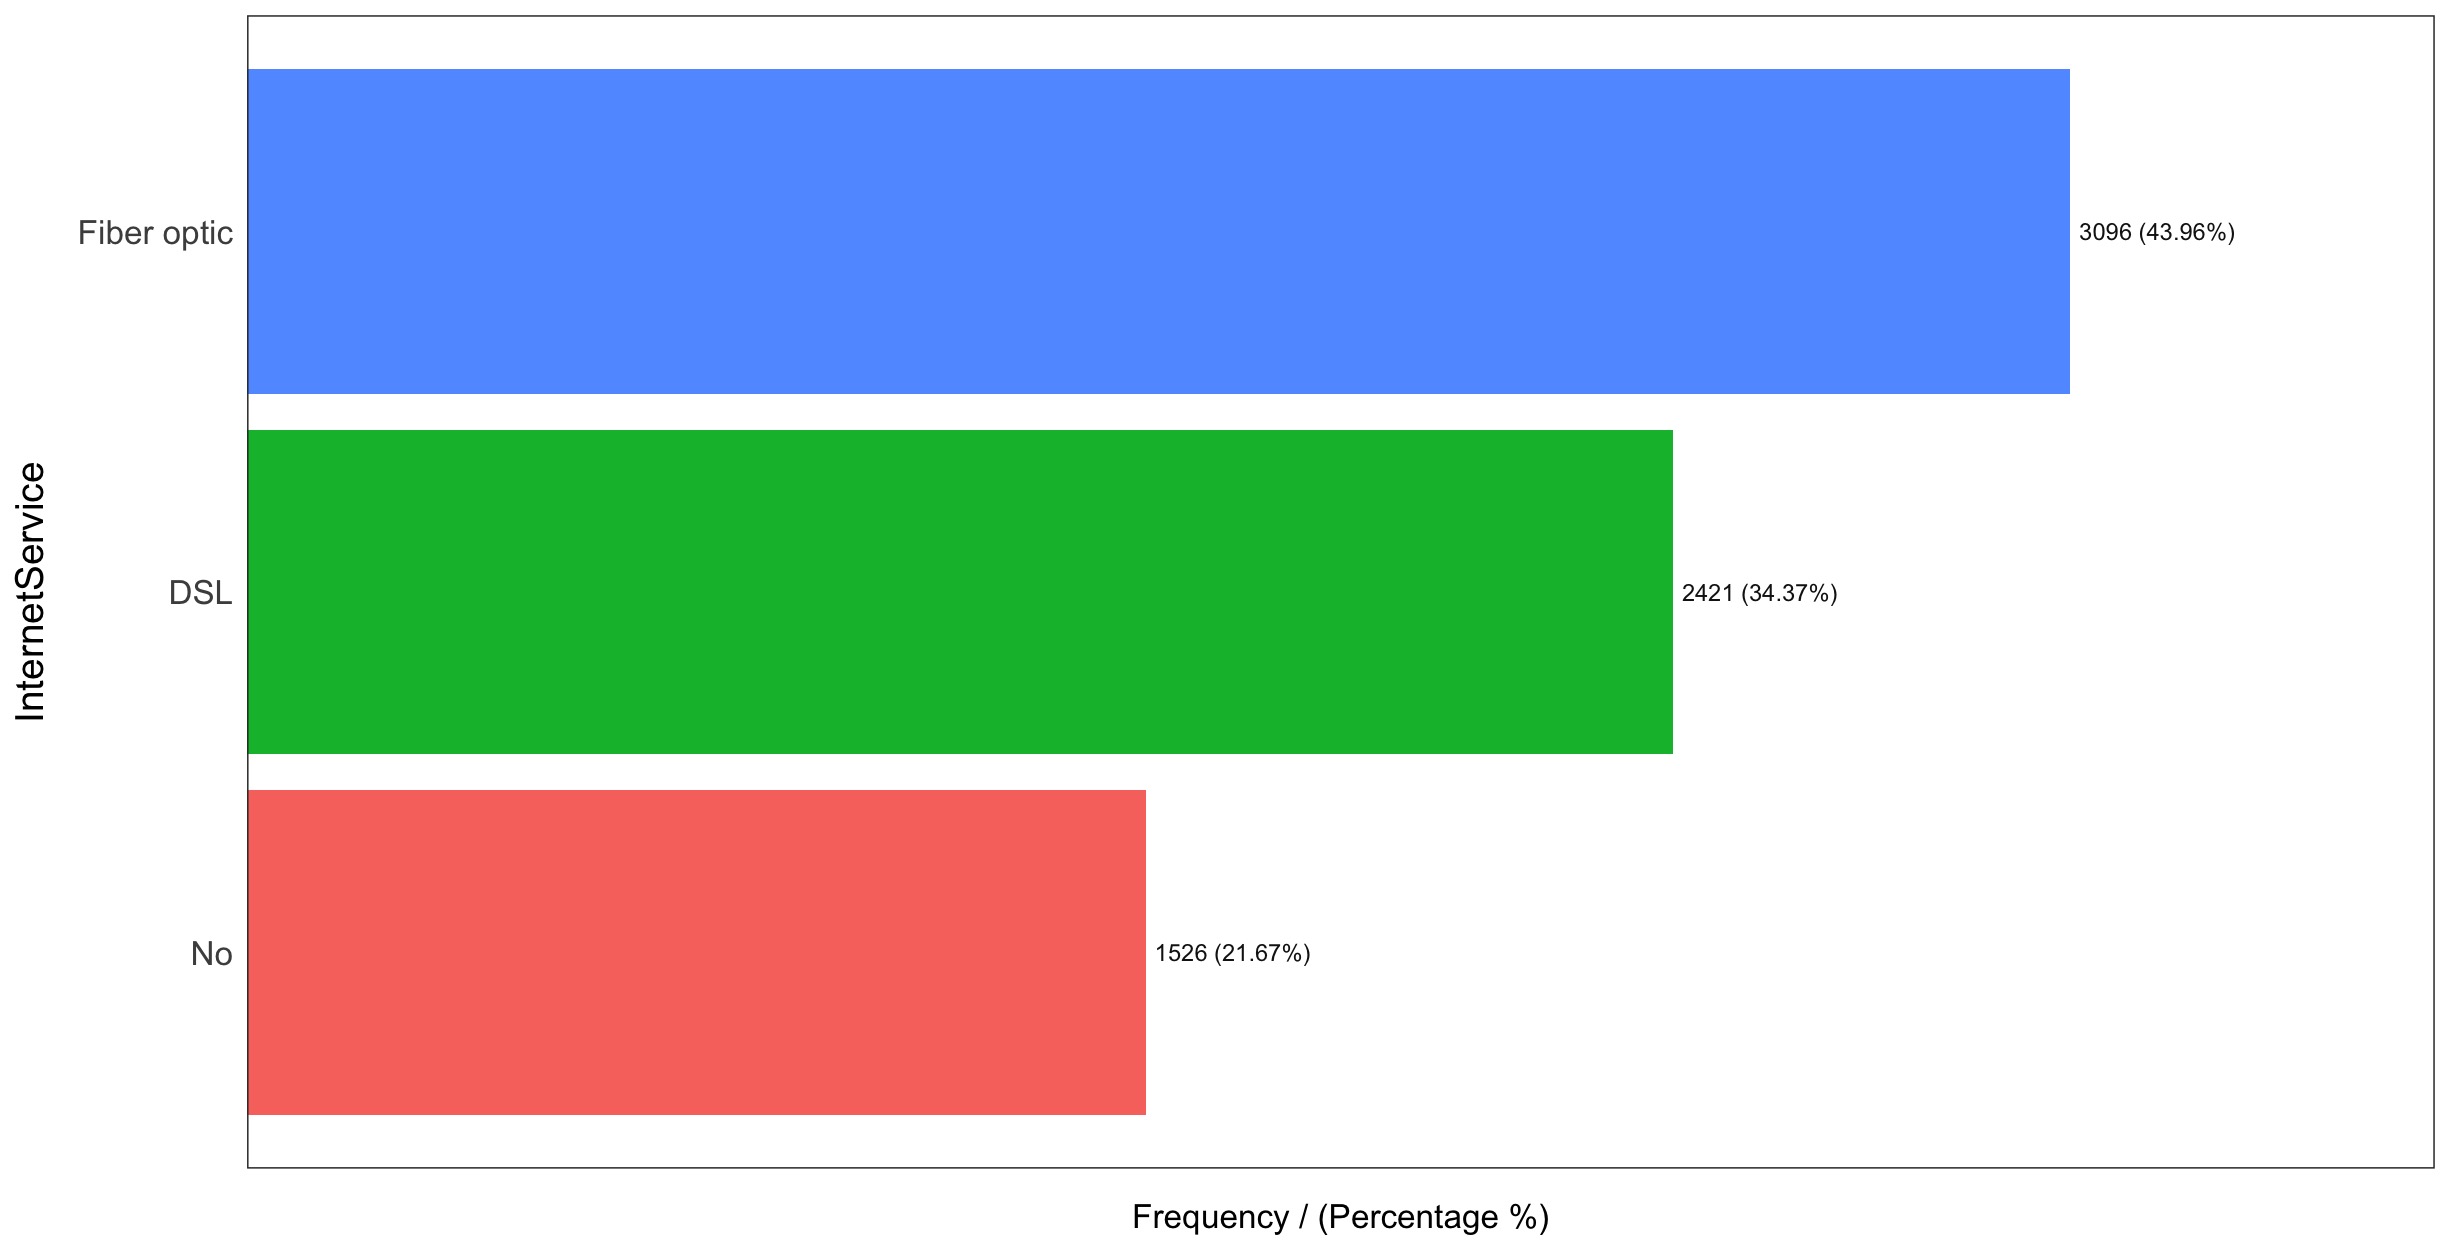 Fiber optic
3096 (43.96%)
DSL
2421 (34.37%)
No
1526 (21.67%)
InternetService
Frequency / (Percentage %)